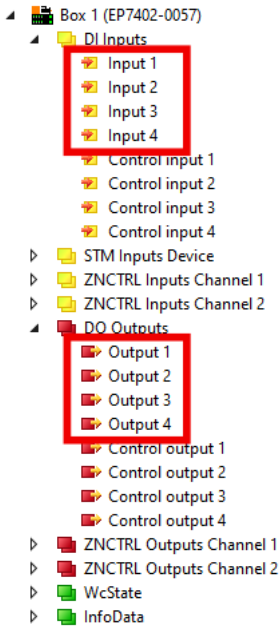 Box 1 (EP7402-0057)
DI Inputs
Input 1
Input 2
Input 3
Input 4
Control input 1
Control input 2
Control input 3
Control input 4
STM Inputs Device
ZNCTRL Inputs Channel 1
ZNCTRL Inputs Channel 2
DO Outputs
Output 1
Output 2
Output 3
Output 4
Control output 1
Control output 2
Control output 3
Control output 4
ZNCTRL Outputs Channel 1
ZNCTRL Outputs Channel 2
WcState
InfoData